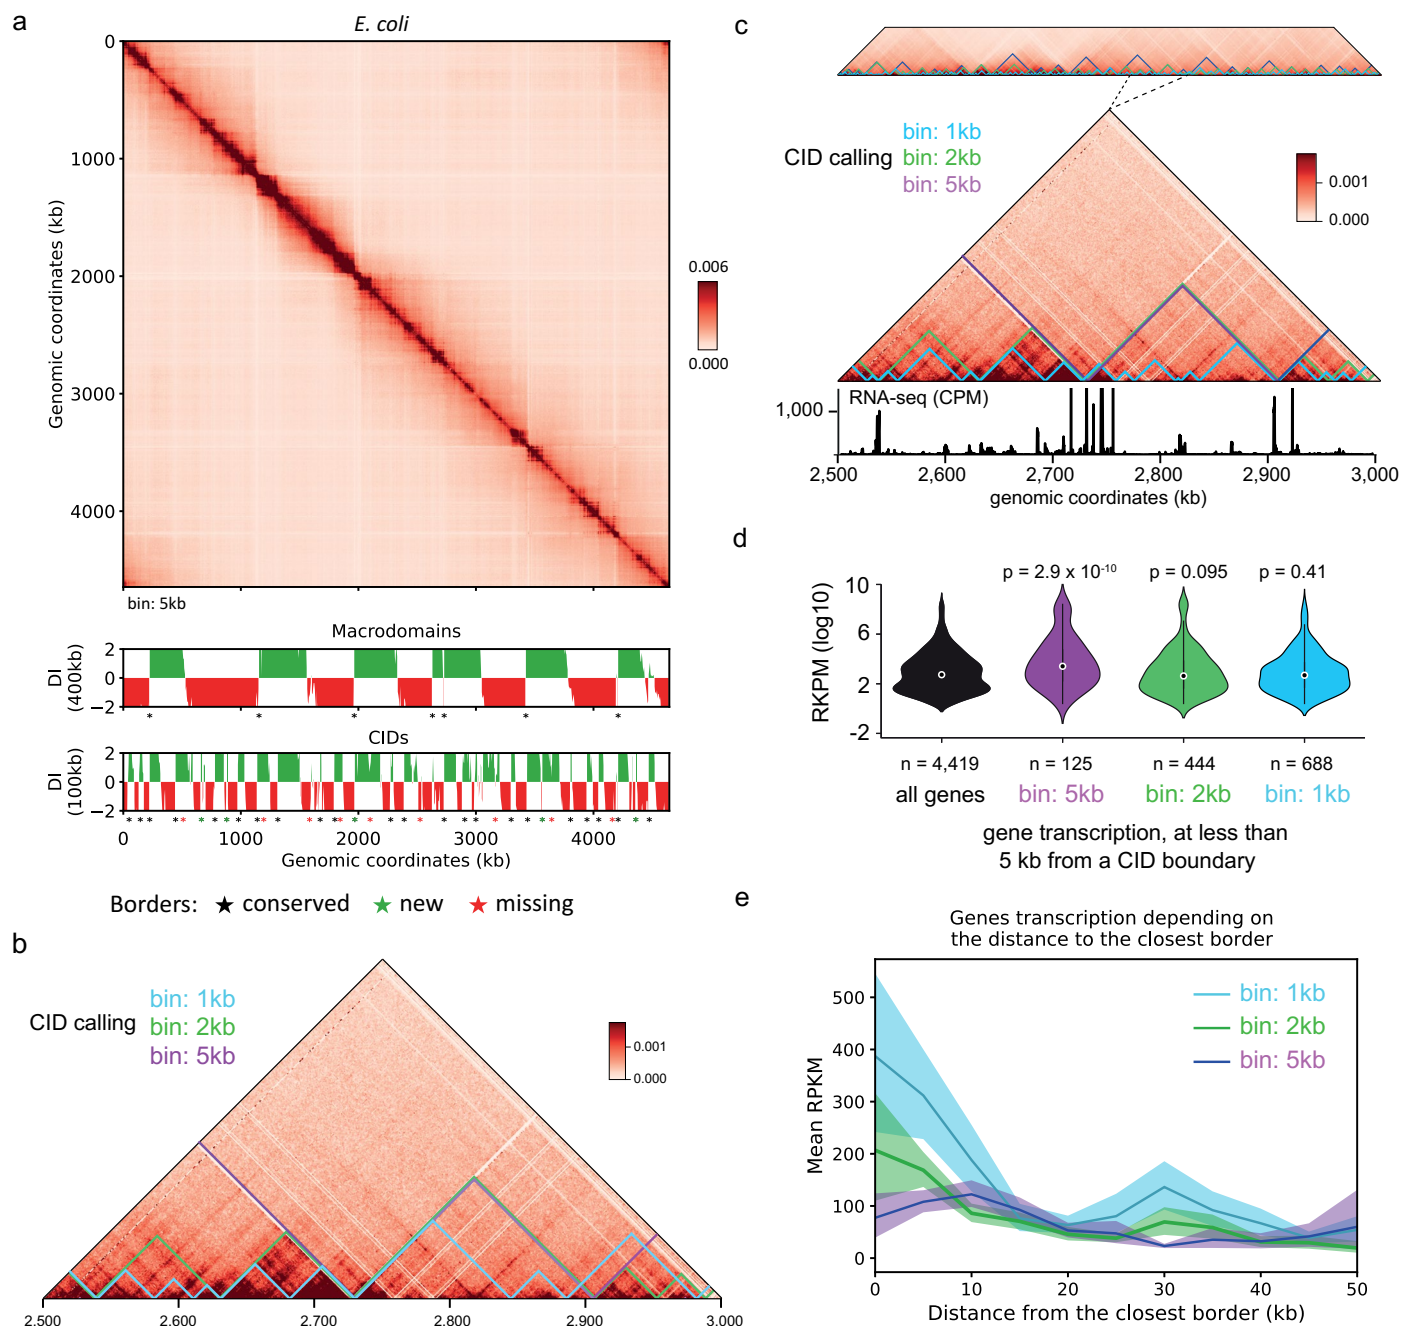 a
E. coli
0
1000
2000
3000
4000
Genomic coordinates (kb)
0.006
0.000
bin: 5kb
Macrodomains
2
0
−2
DI
(400kb)
* * * * * * *
CIDs
2
0
−2
DI
(100kb)
0 1000 2000 3000 4000
Genomic coordinates (kb)
Borders: ★ conserved ★ new ★ missing
b
CID calling
bin: 1kb
bin: 2kb
bin: 5kb
0.001
0.000
2.500 2.600 2.700 2.800 2.900 3.000
c
CID calling
bin: 1kb
bin: 2kb
bin: 5kb
0.001
0.000
RNA-seq (CPM)
1,000
2,500 2,600 2,700 2,800 2,900 3,000
genomic coordinates (kb)
d
p = 2.9 x 10⁻¹⁰ p = 0.095 p = 0.41
10
6
2
-2
RKPM (log10)
n = 4,419 n = 125 n = 444 n = 688
all genes bin: 5kb bin: 2kb bin: 1kb
gene transcription, at less than
5 kb from a CID boundary
e
Genes transcription depending on
the distance to the closest border
500
400
300
200
100
0
Mean RPKM
bin: 1kb
bin: 2kb
bin: 5kb
0 10 20 30 40 50
Distance from the closest border (kb)